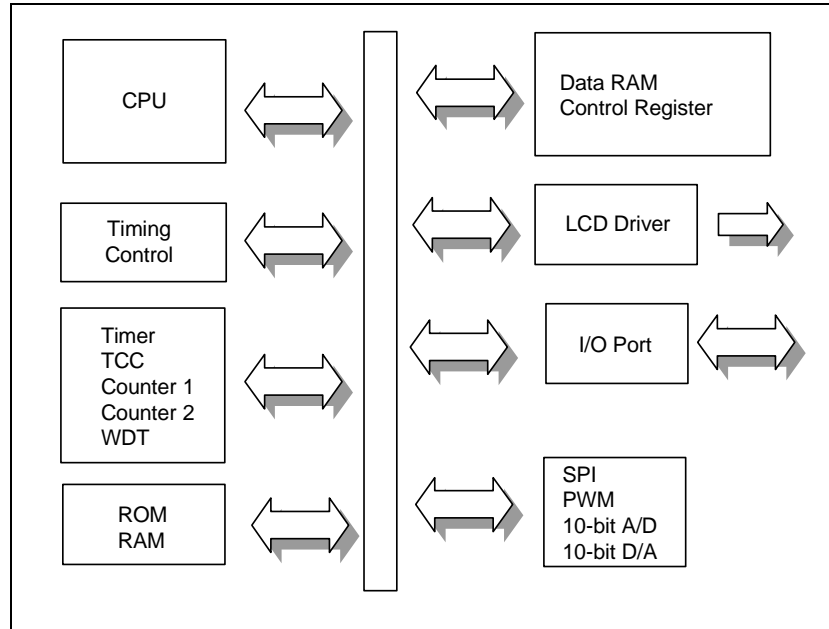 CPU
Timing
Control
Timer
TCC
Counter 1
Counter 2
WDT
ROM
RAM
Data RAM
Control Register
LCD Driver
I/O Port
SPI
PWM
10-bit A/D
10-bit D/A